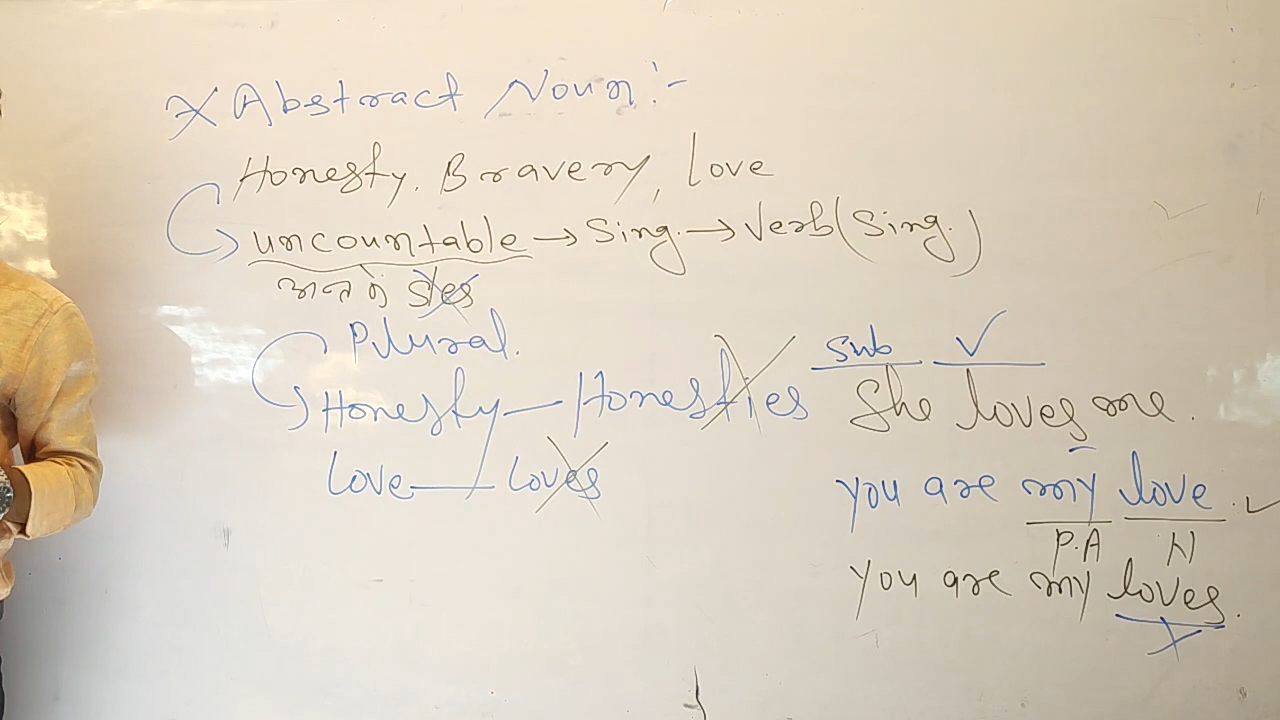 * Abstract Noun :-
Honesty, Bravery, love
uncountable → Sing. → Verb (Sing.)
अन्त में s/es
Plural.
Honesty — Honesties
love — loves
Sub V
She loves me.
you are my love.
P.A N
you are my loves.